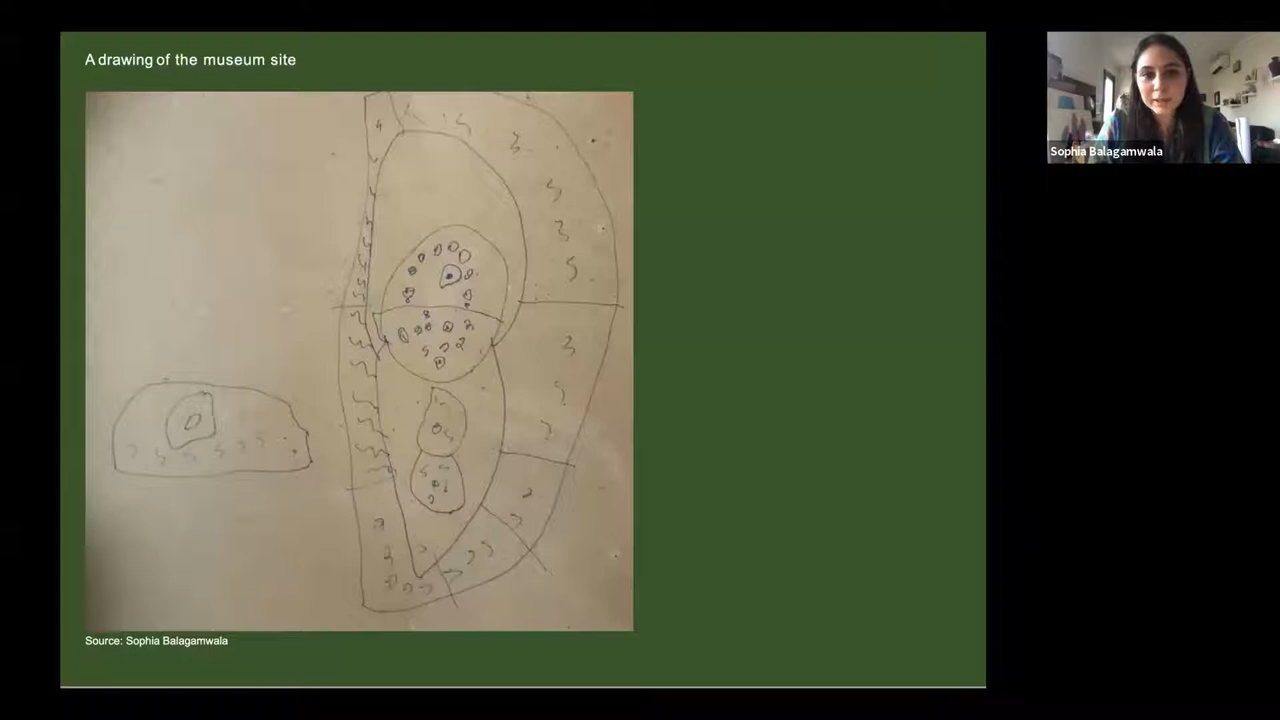 A drawing of the museum site
Sophia Balagamwala
Source: Sophia Balagamwala